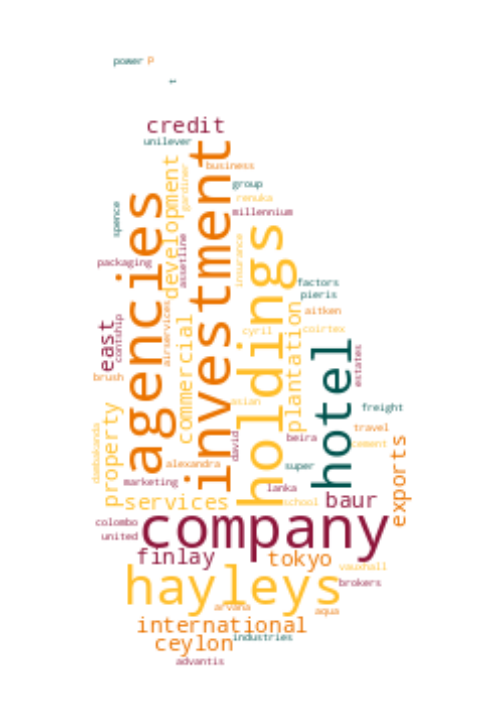 power p
t
credit
unilever
business
investment
development
gardiner
group
renuka
millennium
agencies
spence
holdings
insurance
assetline
packaging
factors
pieris
aitken
airservices
east
contship
commercial
plantation
cyril
coirtex
hotel
estates
brush
asian
freight
property
dambakanda
david
travel
beira
cement
exports
alexandra
super
marketing
lanka
services
school
baur
company
colombo
united
finlay
tokyo
vauxhall
hayleys
brokers
arvana
aqua
international
ceylon
industries
advantis